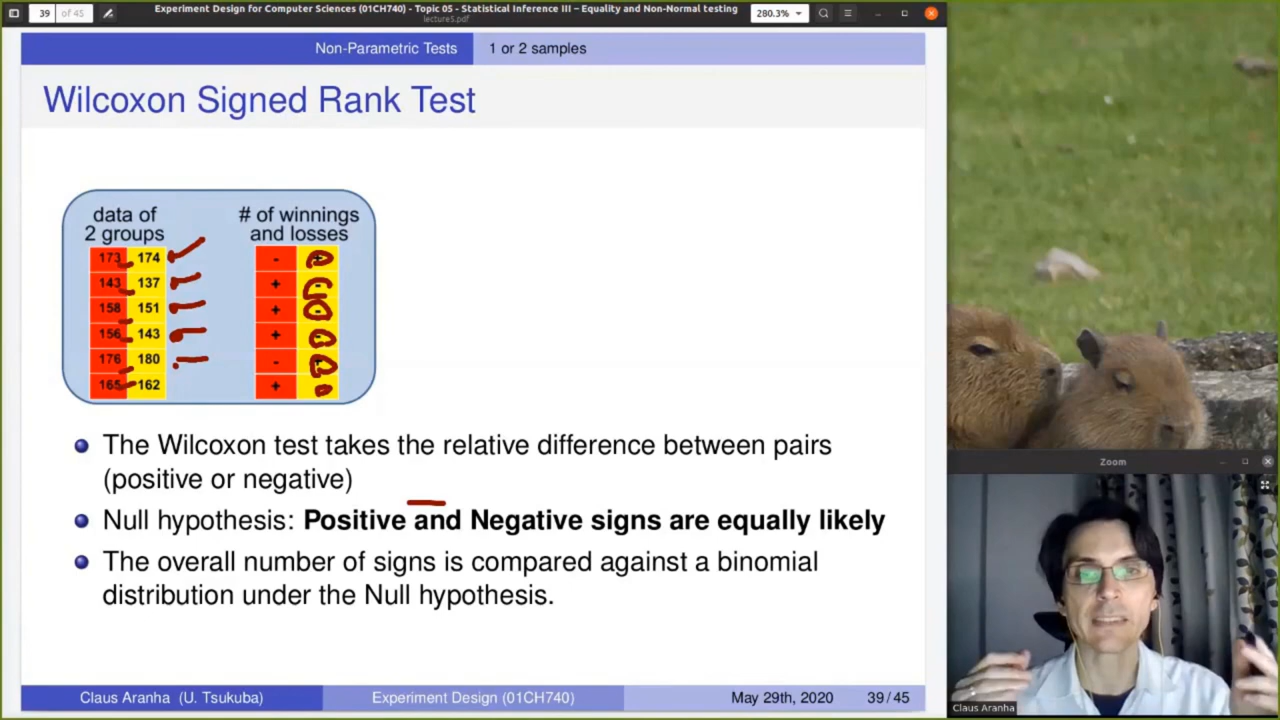 39 of 45
Experiment Design for Computer Sciences (01CH740) - Topic 05 - Statistical Inference III – Equality and Non-Normal testing
lecture5.pdf
280.3%
Non-Parametric Tests 1 or 2 samples
Wilcoxon Signed Rank Test
data of
2 groups
173 174
143 137
158 151
156 143
176 180
165 162
# of winnings
and losses
-
+ -
+
+
-
+
The Wilcoxon test takes the relative difference between pairs
(positive or negative)
Null hypothesis: Positive and Negative signs are equally likely
The overall number of signs is compared against a binomial
distribution under the Null hypothesis.
Claus Aranha (U. Tsukuba) Experiment Design (01CH740) May 29th, 2020 39 / 45
Zoom
Claus Aranha